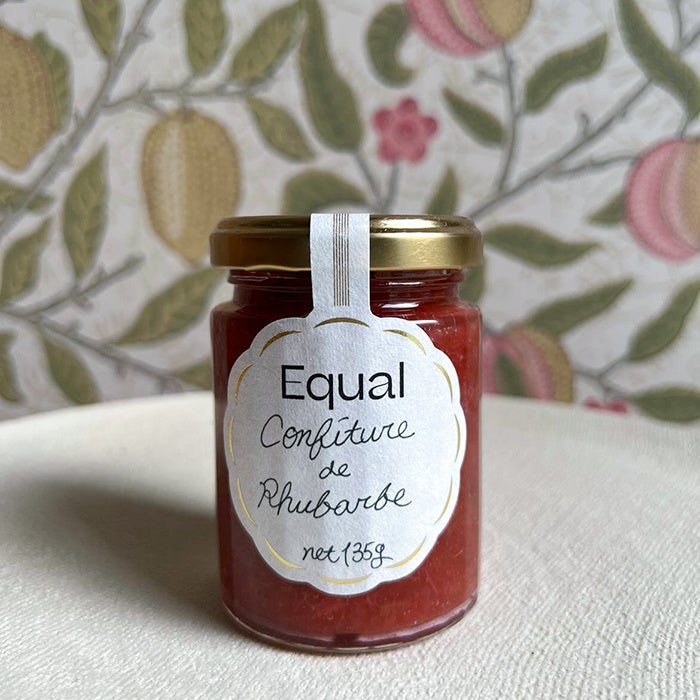 Equal
Confiture
de
Rhubarbe
net 135g